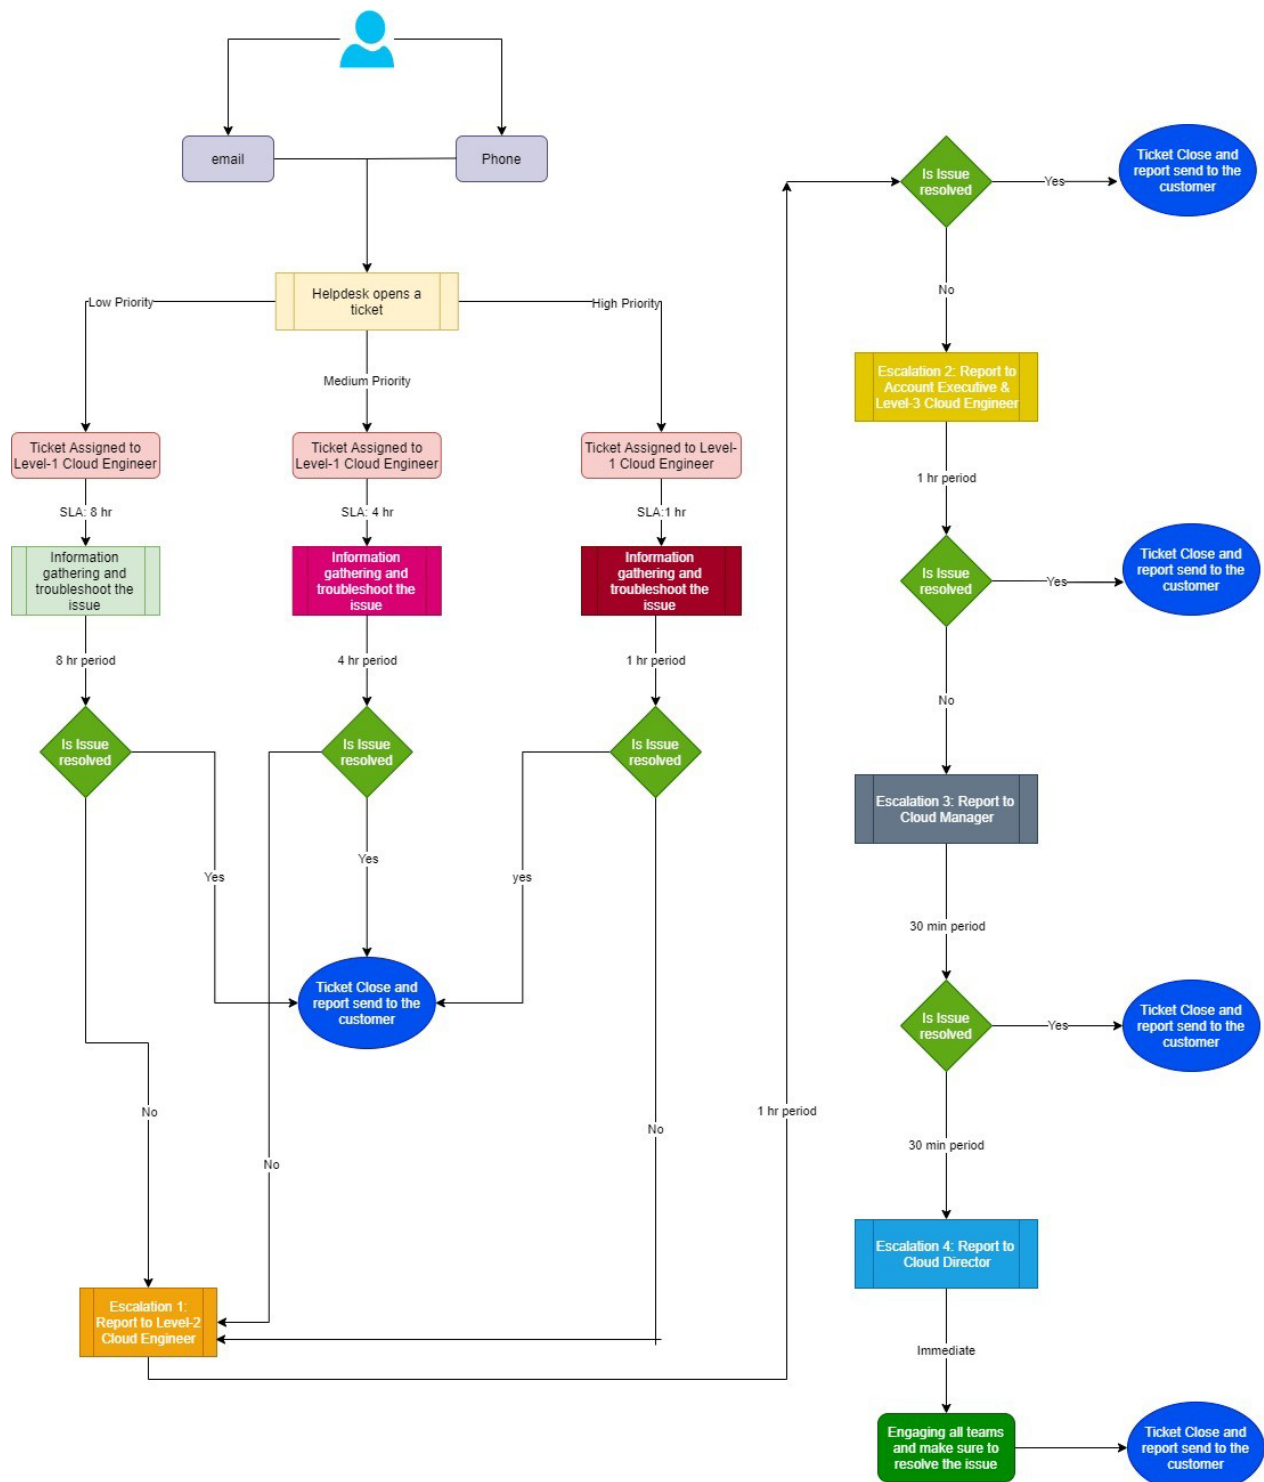 email
Phone
Helpdesk opens a
ticket
Low Priority
High Priority
Medium Priority
Ticket Assigned to
Level-1 Cloud Engineer
Ticket Assigned to
Level-1 Cloud Engineer
Ticket Assigned to Level-
1 Cloud Engineer
SLA: 8 hr
SLA: 4 hr
SLA:1 hr
Information
gathering and
troubleshoot the
issue
Information
gathering and
troubleshoot the
issue
Information
gathering and
troubleshoot the
issue
8 hr period
4 hr period
1 hr period
Is Issue
resolved
Is Issue
resolved
Is Issue
resolved
Yes
Yes
yes
Ticket Close and
report send to the
customer
No
No
No
Escalation 1:
Report to Level-2
Cloud Engineer
1 hr period
Is Issue
resolved
Yes
Ticket Close and
report send to the
customer
No
Escalation 2: Report to
Account Executive &
Level-3 Cloud Engineer
1 hr period
Is Issue
resolved
Yes
Ticket Close and
report send to the
customer
No
Escalation 3: Report to
Cloud Manager
30 min period
Is Issue
resolved
Yes
Ticket Close and
report send to the
customer
30 min period
Escalation 4: Report to
Cloud Director
Immediate
Engaging all teams
and make sure to
resolve the issue
Ticket Close and
report send to the
customer